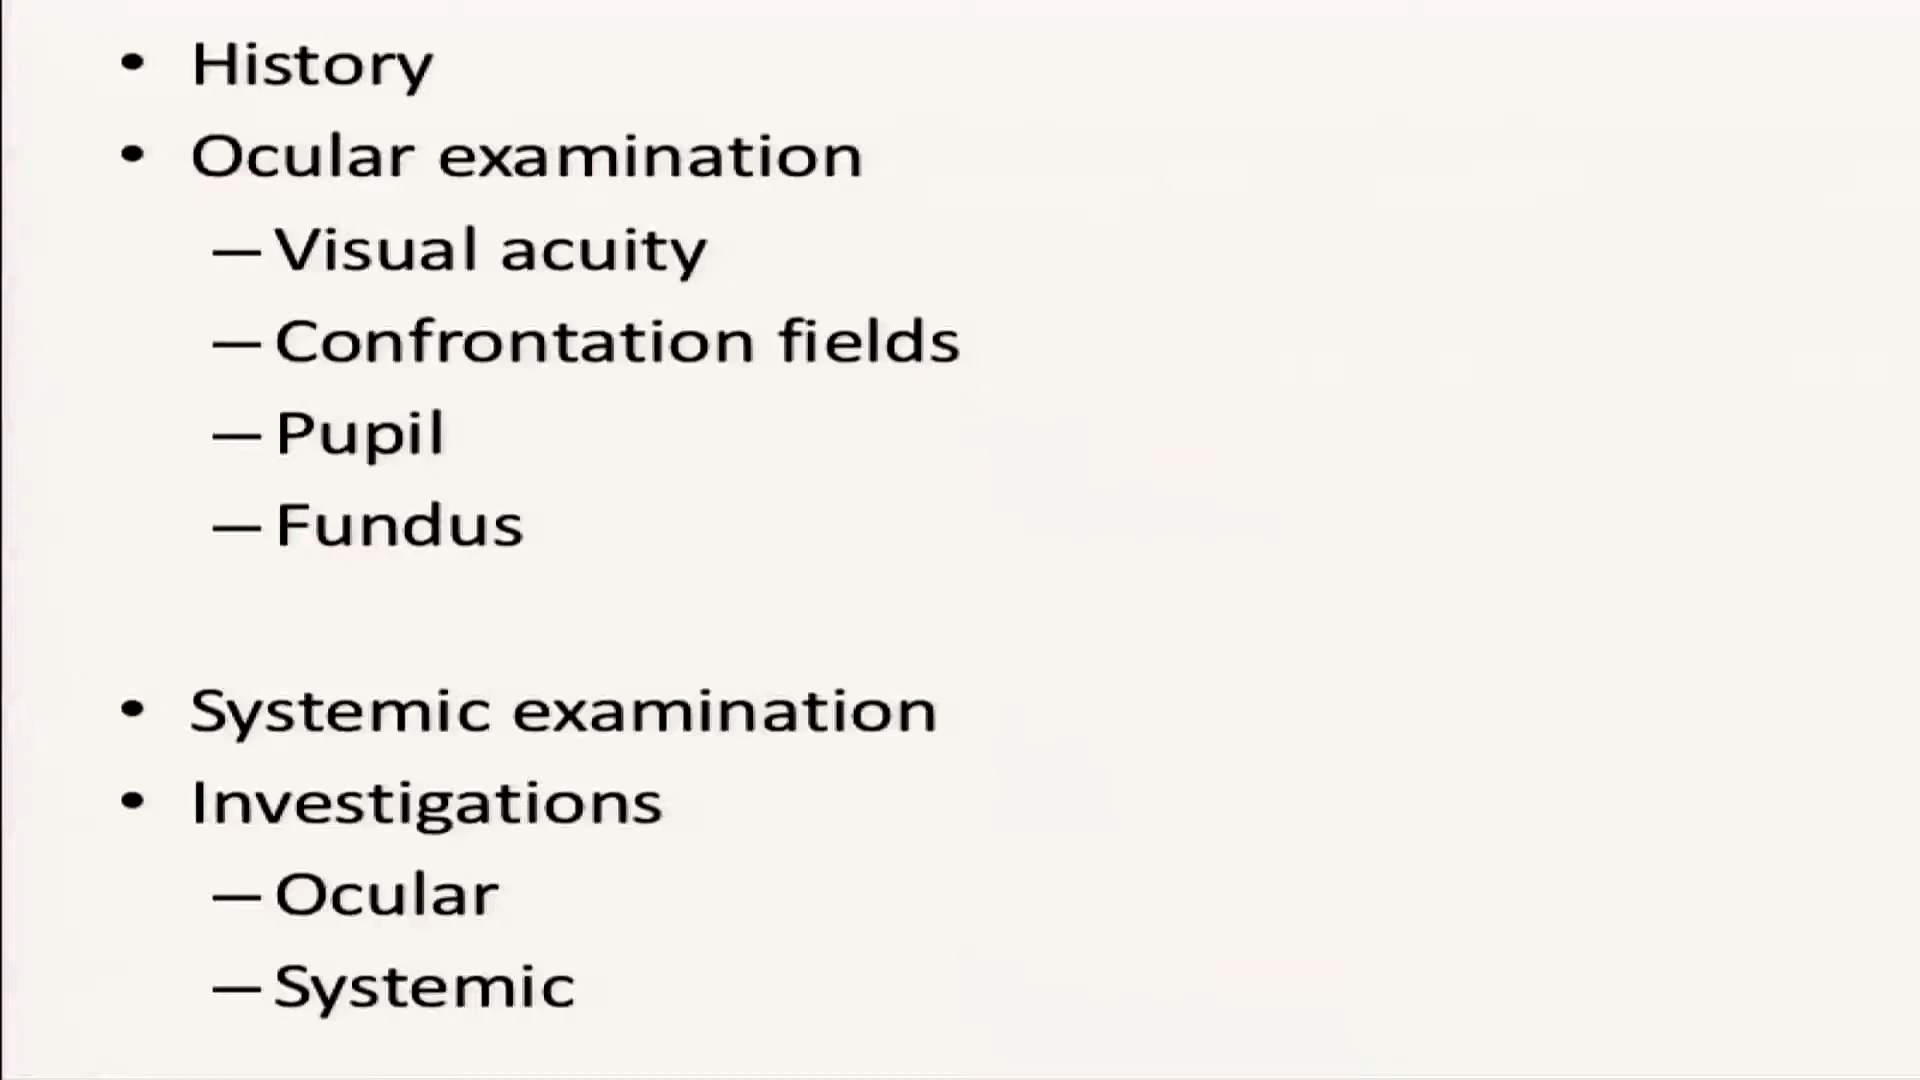 • History
• Ocular examination
– Visual acuity
– Confrontation fields
– Pupil
– Fundus
• Systemic examination
• Investigations
– Ocular
– Systemic